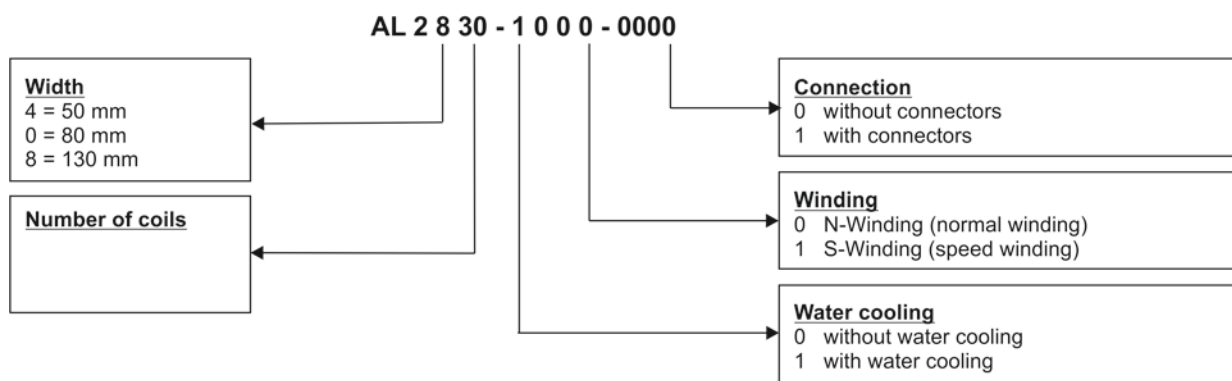 AL 2 8 30 - 1 0 0 0 - 0000
Width
4 = 50 mm
0 = 80 mm
8 = 130 mm
Number of coils
Connection
0 without connectors
1 with connectors
Winding
0 N-Winding (normal winding)
1 S-Winding (speed winding)
Water cooling
0 without water cooling
1 with water cooling